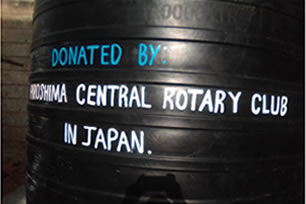 DONATED BY:
HIROSHIMA CENTRAL ROTARY CLUB
IN JAPAN.